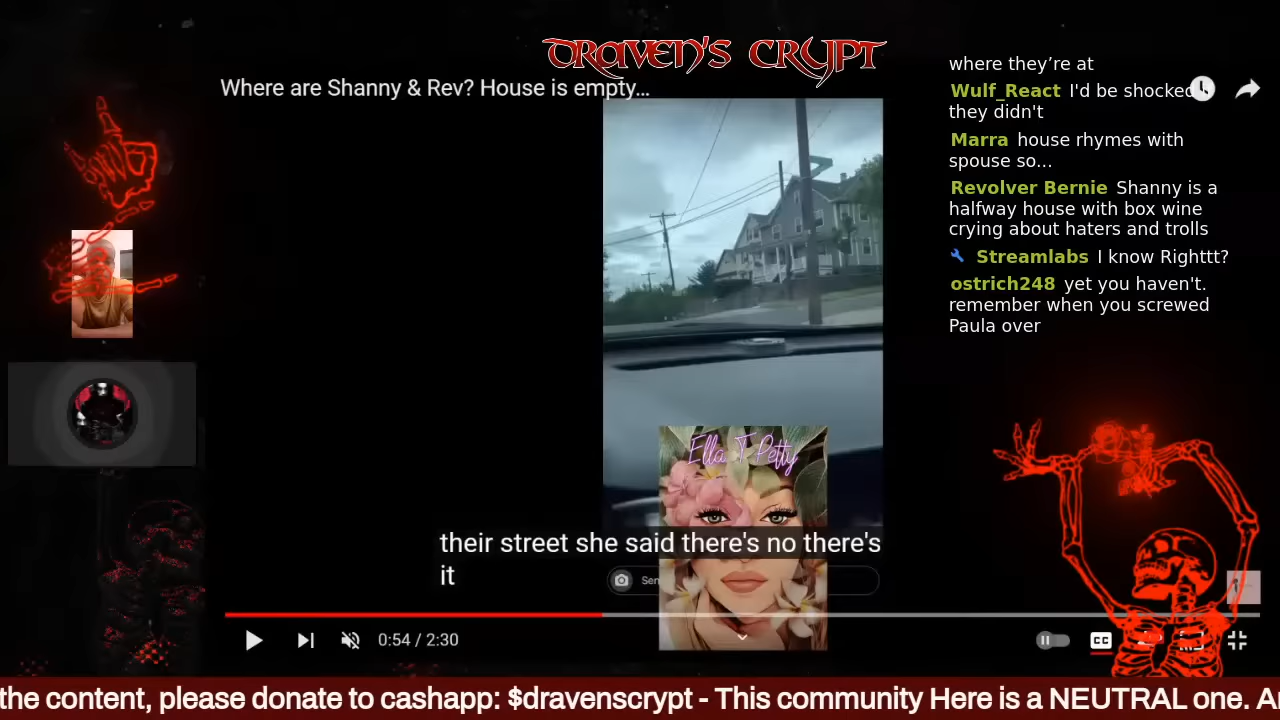 DRAVEN'S CRYPT
Where are Shanny & Rev? House is empty...
where they're at
Wulf_React I'd be shocked
they didn't
Marra house rhymes with
spouse so...
Revolver Bernie Shanny is a
halfway house with box wine
crying about haters and trolls
Streamlabs I know Righttt?
ostrich248 yet you haven't.
remember when you screwed
Paula over
Ella T Petty
their street she said there's no there's
it
Sen
0:54 / 2:30
CC
the content, please donate to cashapp: $dravenscrypt - This community Here is a NEUTRAL one. A